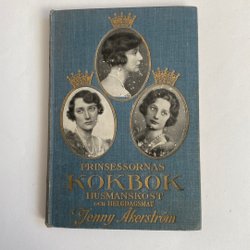 PRINSESSORNAS
KOKBOK
HUSMANSKOST
OCH HELGDAGSMAT
Jenny Åkerström